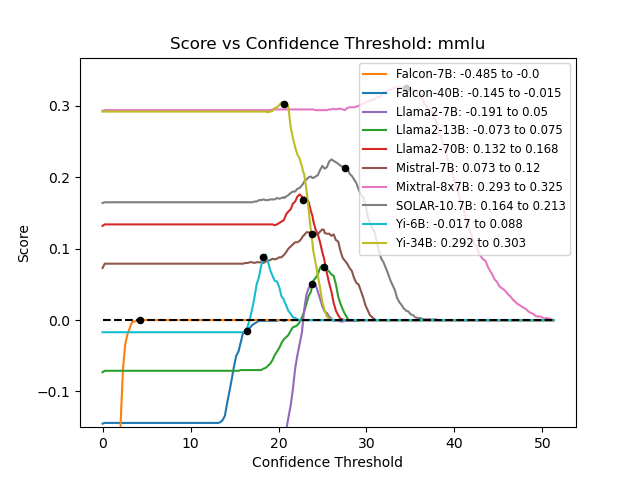 Score vs Confidence Threshold: mmlu
Falcon-7B: -0.485 to -0.0
Falcon-40B: -0.145 to -0.015
Llama2-7B: -0.191 to 0.05
Llama2-13B: -0.073 to 0.075
Llama2-70B: 0.132 to 0.168
Mistral-7B: 0.073 to 0.12
Mixtral-8x7B: 0.293 to 0.325
SOLAR-10.7B: 0.164 to 0.213
Yi-6B: -0.017 to 0.088
Yi-34B: 0.292 to 0.303
Score
0.3
0.2
0.1
0.0
−0.1
0 10 20 30 40 50
Confidence Threshold